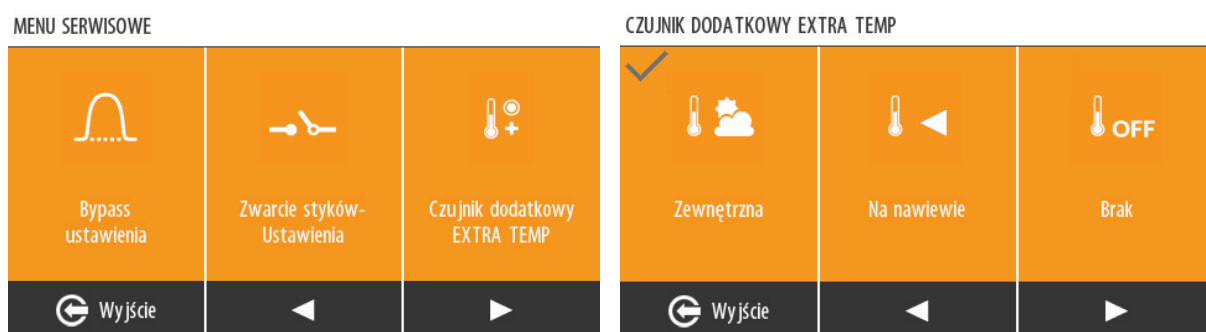 MENU SERWISOWE
Bypass
ustawienia
Zwarcie styków-
Ustawienia
Czujnik dodatkowy
EXTRA TEMP
Wyjście
CZUJNIK DODATKOWY EXTRA TEMP
OFF
Zewnętrzna
Na nawiewie
Brak
Wyjście